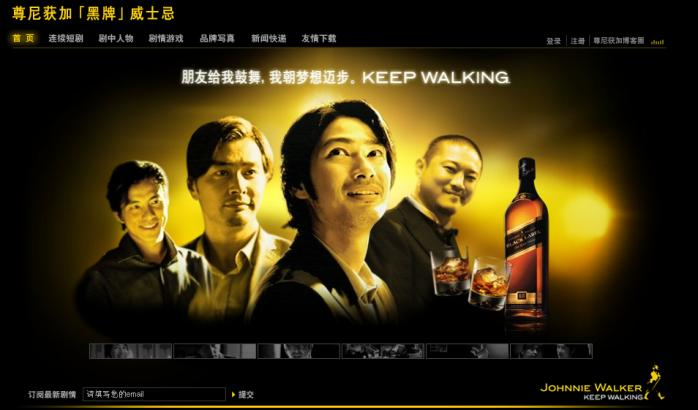 尊尼获加「黑牌」威士忌
首 页 连续短剧 剧中人物 剧情游戏 品牌写真 新闻快递 友情下载
登录 注册 尊尼获加博客圈
朋友给我鼓舞, 我朝梦想迈步。KEEP WALKING.
BLACK LABEL
订阅最新剧情 请填写您的email 提交
JOHNNIE WALKER
KEEP WALKING